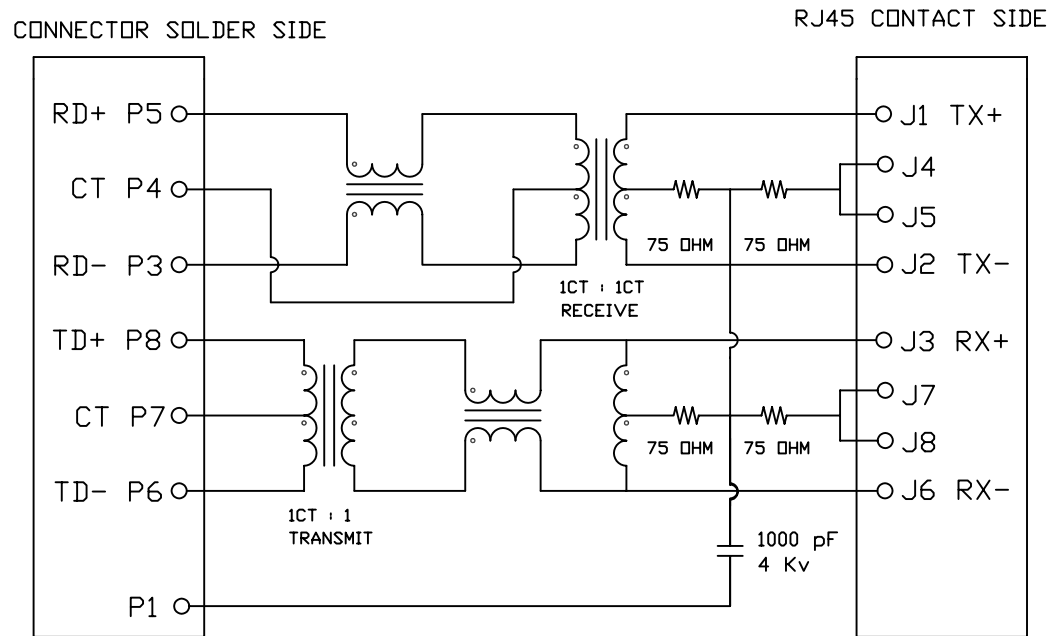 CONNECTOR SOLDER SIDE
RJ45 CONTACT SIDE
RD+ P5
J1 TX+
J4
CT P4
J5
75 OHM 75 OHM
RD- P3
J2 TX-
1CT : 1CT
RECEIVE
TD+ P8
J3 RX+
J7
CT P7
J8
75 OHM 75 OHM
TD- P6
J6 RX-
1CT : 1
TRANSMIT
1000 pF
4 Kv
P1